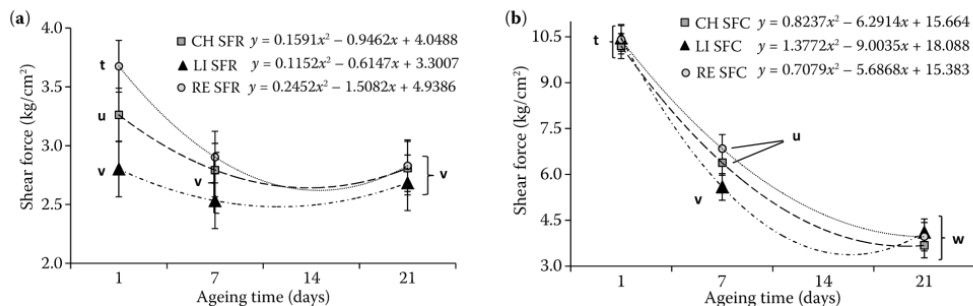 (a)
CH SFR y = 0.1591x² − 0.9462x + 4.0488
LI SFR y = 0.1152x² − 0.6147x + 3.3007
RE SFR y = 0.2452x² − 1.5082x + 4.9386
Shear force (kg/cm²)
4.0
3.5
3.0
2.5
2.0
t
u
v
v
v
1
7
14
21
Ageing time (days)
(b)
CH SFC y = 0.8237x² − 6.2914x + 15.664
LI SFC y = 1.3772x² − 9.0035x + 18.088
RE SFC y = 0.7079x² − 5.6868x + 15.383
Shear force (kg/cm²)
10.5
9.0
7.5
6.0
4.5
3.0
t
u
v
w
1
7
14
21
Ageing time (days)